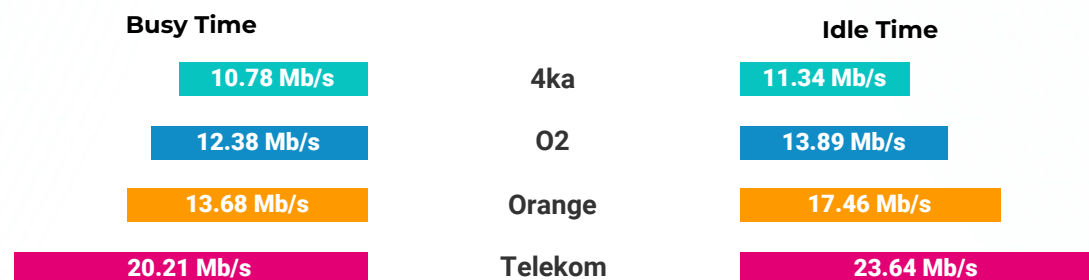 Busy Time
Idle Time
10.78 Mb/s 4ka 11.34 Mb/s
12.38 Mb/s O2 13.89 Mb/s
13.68 Mb/s Orange 17.46 Mb/s
20.21 Mb/s Telekom 23.64 Mb/s